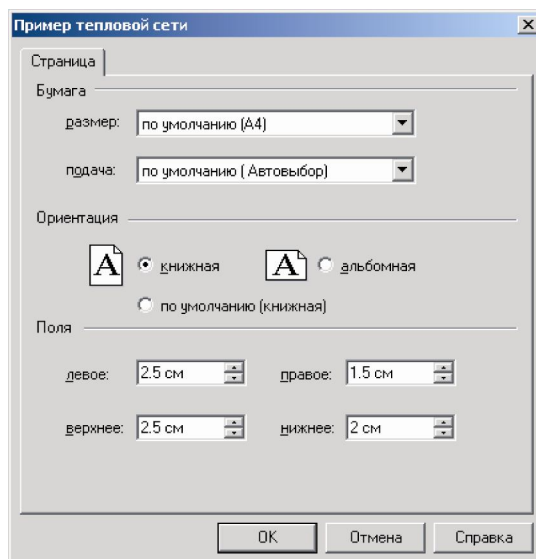 Пример тепловой сети
Страница
Бумага
размер: по умолчанию (A4)
подача: по умолчанию ( Автовыбор)
Ориентация
A книжная A альбомная
по умолчанию (книжная)
Поля
левое: 2.5 см правое: 1.5 см
верхнее: 2.5 см нижнее: 2 см
OK Отмена Справка